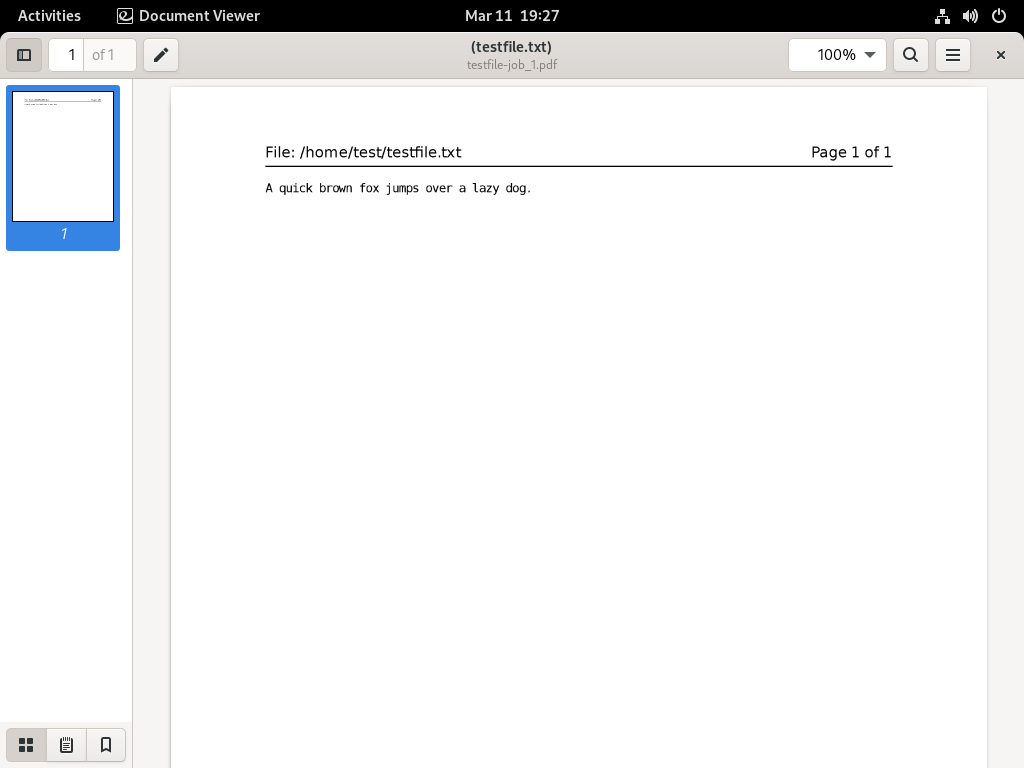 Activities Document Viewer Mar 11 19:27
1 of 1 (testfile.txt) 100%
testfile-job_1.pdf
File: /home/test/testfile.txt Page 1 of 1
A quick brown fox jumps over a lazy dog.
1